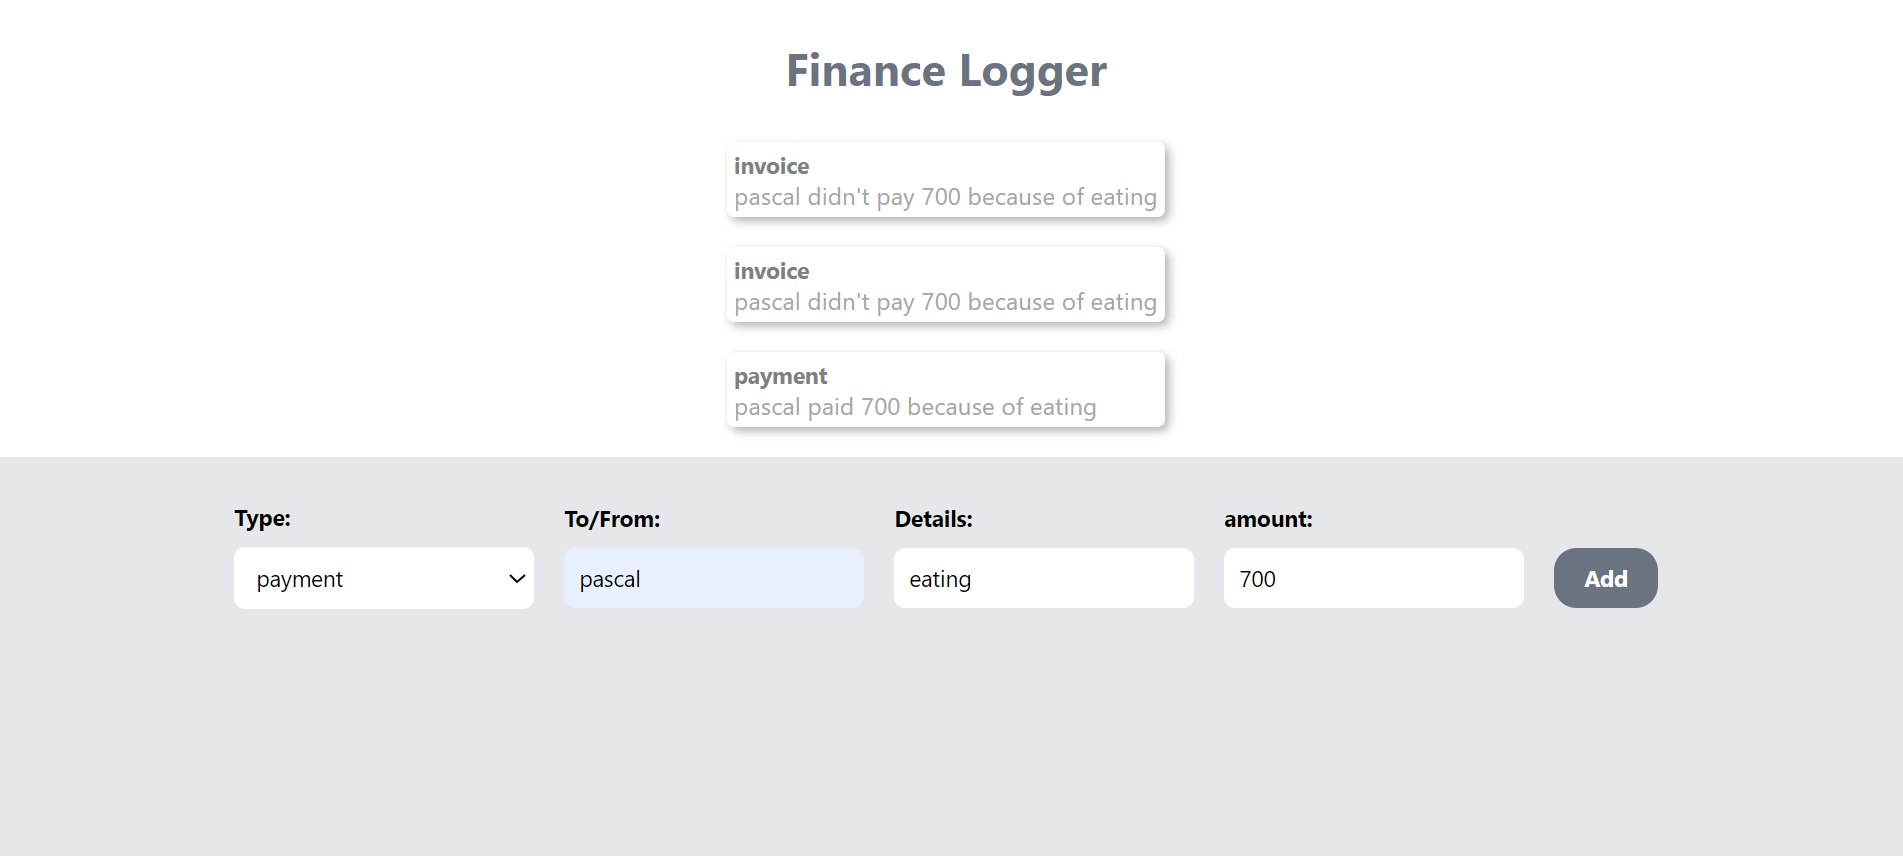 Finance Logger
invoice
pascal didn't pay 700 because of eating
invoice
pascal didn't pay 700 because of eating
payment
pascal paid 700 because of eating
Type: To/From: Details: amount:
payment pascal eating 700 Add